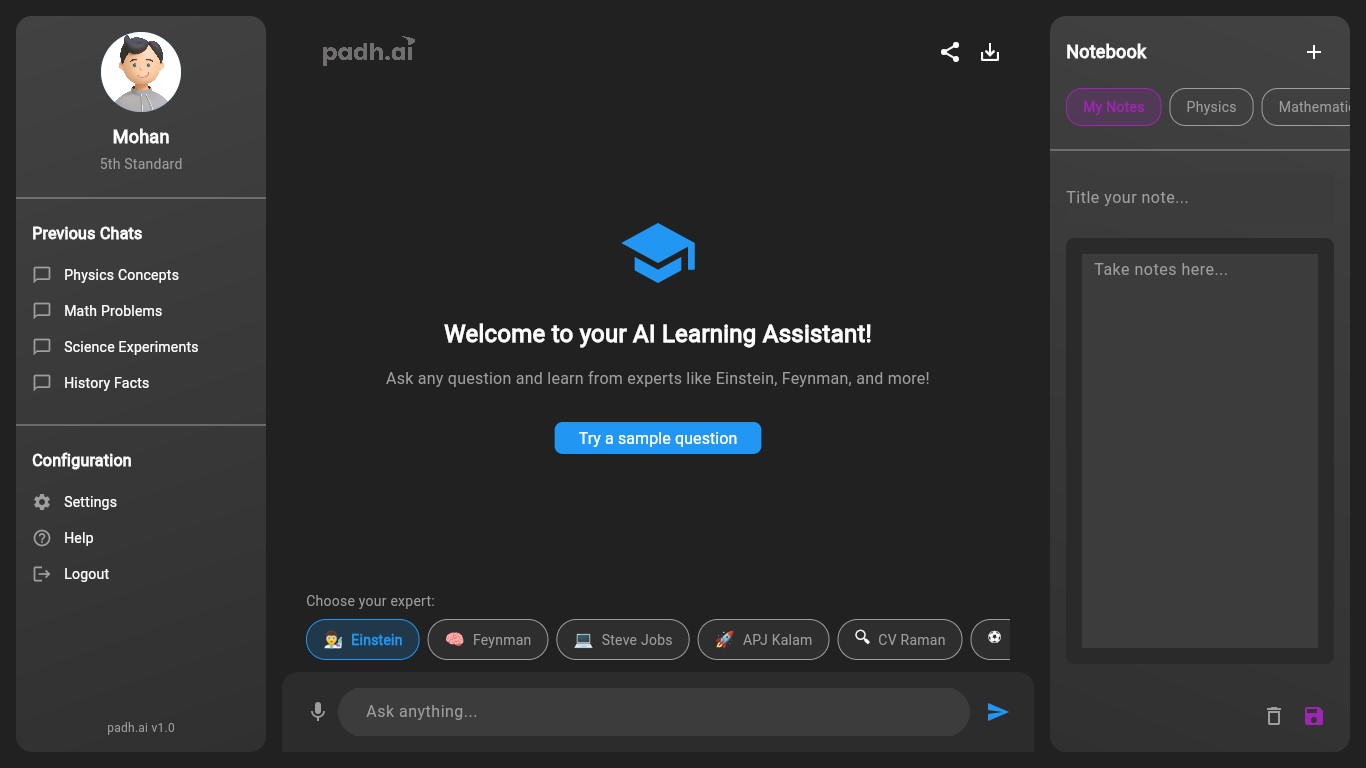 Mohan
5th Standard
Previous Chats
Physics Concepts
Math Problems
Science Experiments
History Facts
Configuration
Settings
Help
Logout
padh.ai v1.0
padh.ai
Welcome to your AI Learning Assistant!
Ask any question and learn from experts like Einstein, Feynman, and more!
Try a sample question
Choose your expert:
Einstein Feynman Steve Jobs APJ Kalam CV Raman
Ask anything...
Notebook
My Notes Physics Mathemati
Title your note...
Take notes here...